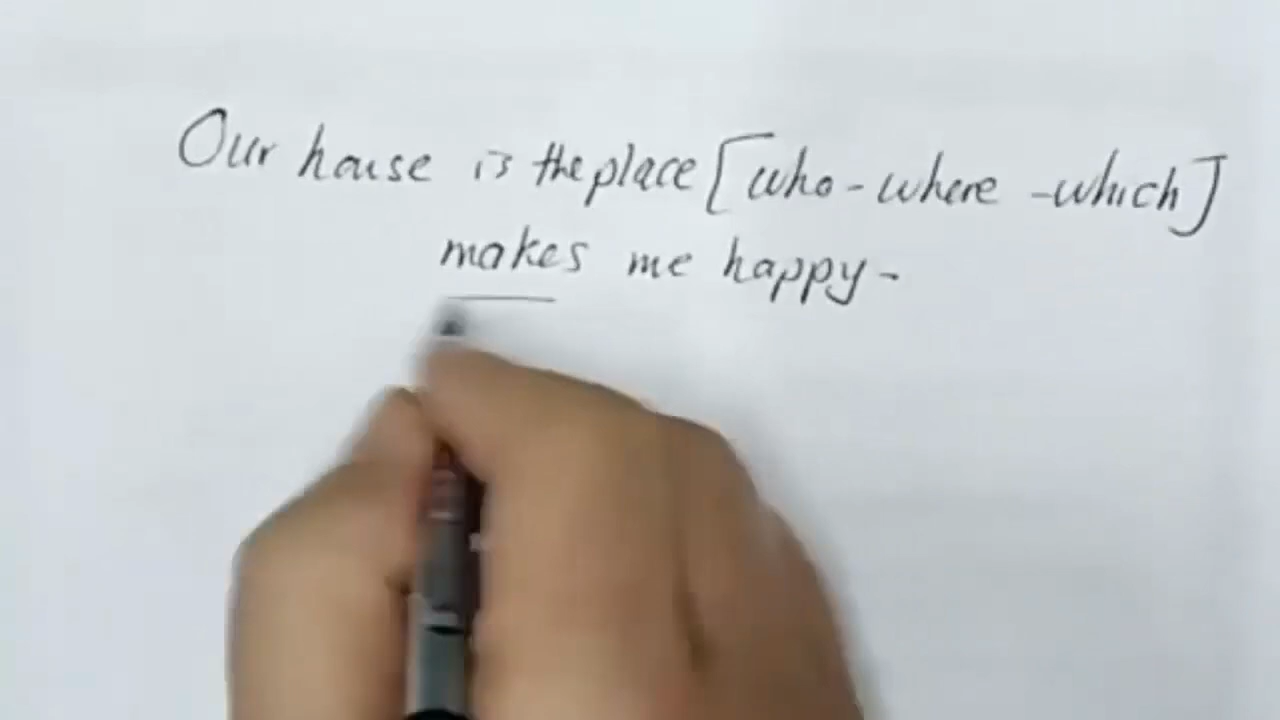 Our house is the place [who - where - which]
makes me happy -